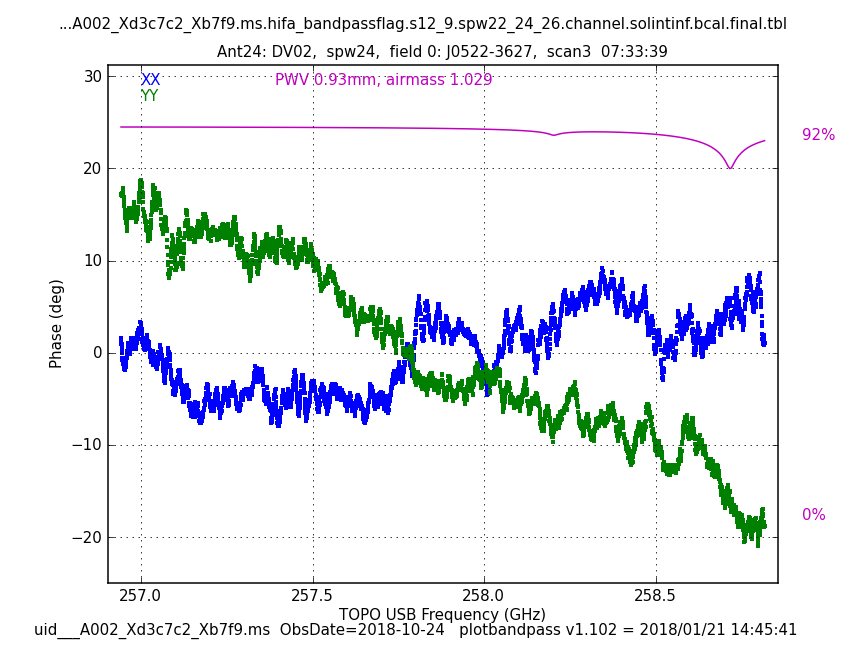 ...A002_Xd3c7c2_Xb7f9.ms.hifa_bandpassflag.s12_9.spw22_24_26.channel.solintinf.bcal.final.tbl
Ant24: DV02, spw24, field 0: J0522-3627, scan3 07:33:39
XX
YY
PWV 0.93mm, airmass 1.029
92%
0%
Phase (deg)
30
20
10
0
−10
−20
257.0 257.5 258.0 258.5
TOPO USB Frequency (GHz)
uid___A002_Xd3c7c2_Xb7f9.ms ObsDate=2018-10-24 plotbandpass v1.102 = 2018/01/21 14:45:41